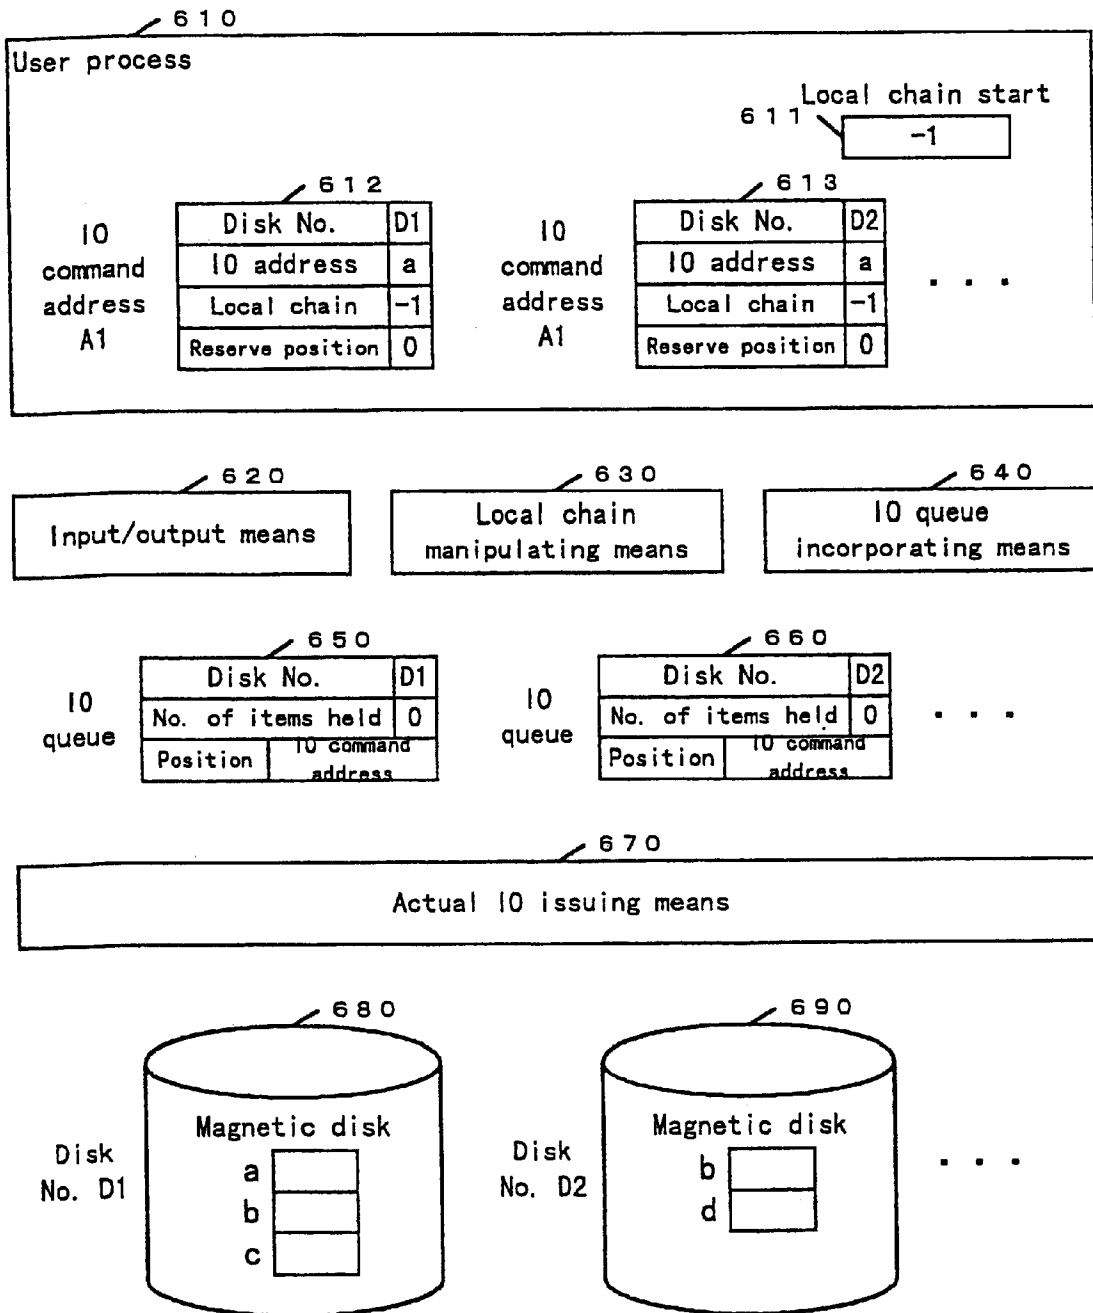 610
User process
Local chain start
611
-1
612
613
IO
command
address
A1
Disk No. D1
IO address a
Local chain -1
Reserve position 0
IO
command
address
A1
Disk No. D2
IO address a
Local chain -1
Reserve position 0
. . .
620
630
640
Input/output means
Local chain
manipulating means
IO queue
incorporating means
650
660
IO
queue
Disk No. D1
No. of items held 0
Position IO command
address
IO
queue
Disk No. D2
No. of items held 0
Position IO command
address
. . .
670
Actual IO issuing means
680
690
Disk
No. D1
Magnetic disk
a
b
c
Disk
No. D2
Magnetic disk
b
d
. . .